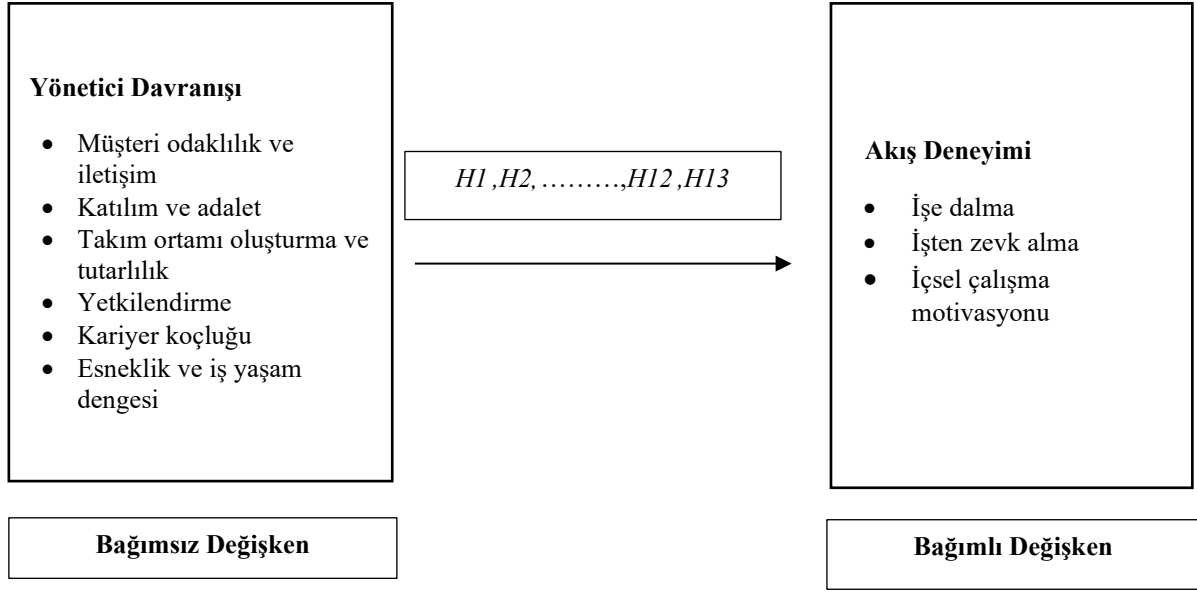 Yönetici Davranışı
• Müşteri odaklılık ve
iletişim
• Katılım ve adalet
• Takım ortamı oluşturma ve
tutarlılık
• Yetkilendirme
• Kariyer koçluğu
• Esneklik ve iş yaşam
dengesi
H1 ,H2, ………,H12 ,H13
Akış Deneyimi
• İşe dalma
• İşten zevk alma
• İçsel çalışma
motivasyonu
Bağımsız Değişken
Bağımlı Değişken